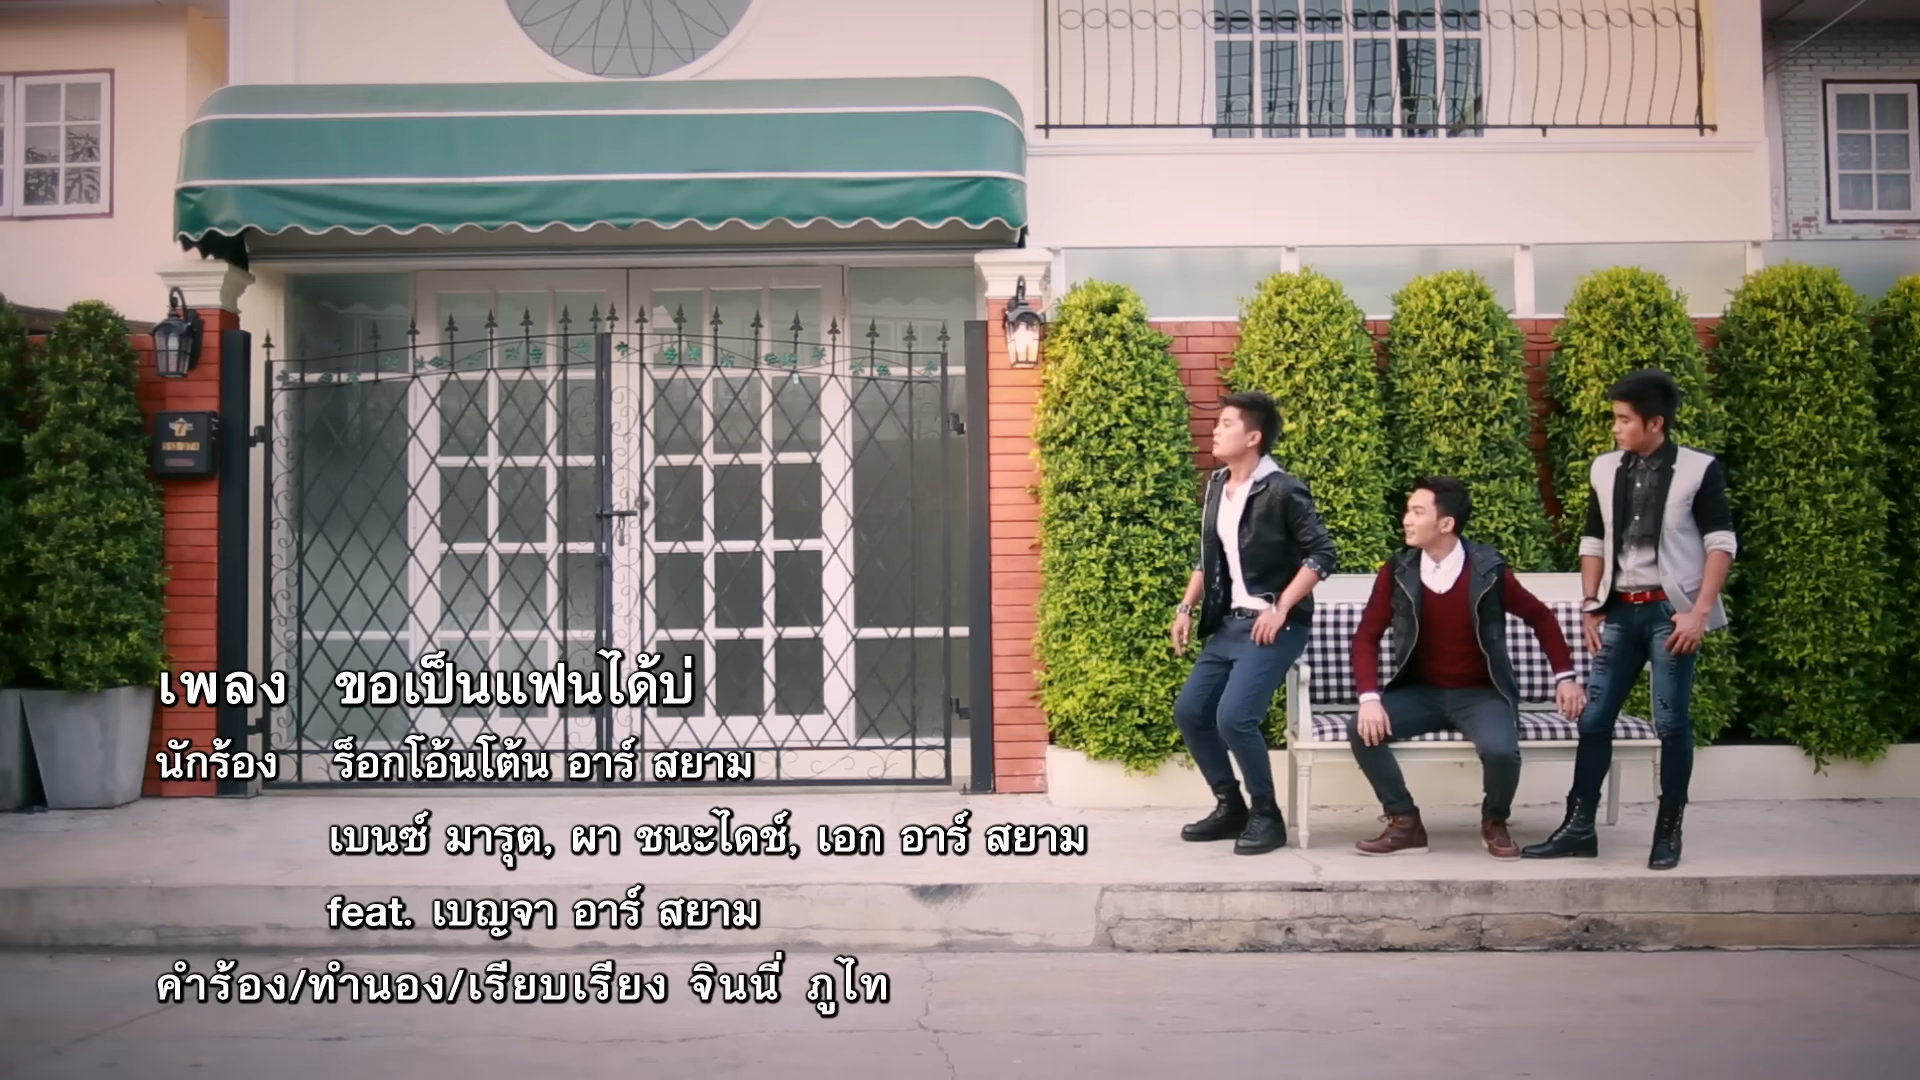 เพลง ขอเป็นแฟนได้บ่
นักร้อง ร็อกโอ้นโต้น อาร์ สยาม
เบนซ์ มารุต, ผา ชนะไดช์, เอก อาร์ สยาม
feat. เบญจา อาร์ สยาม
คำร้อง/ทำนอง/เรียบเรียง จินนี่ ภูไท